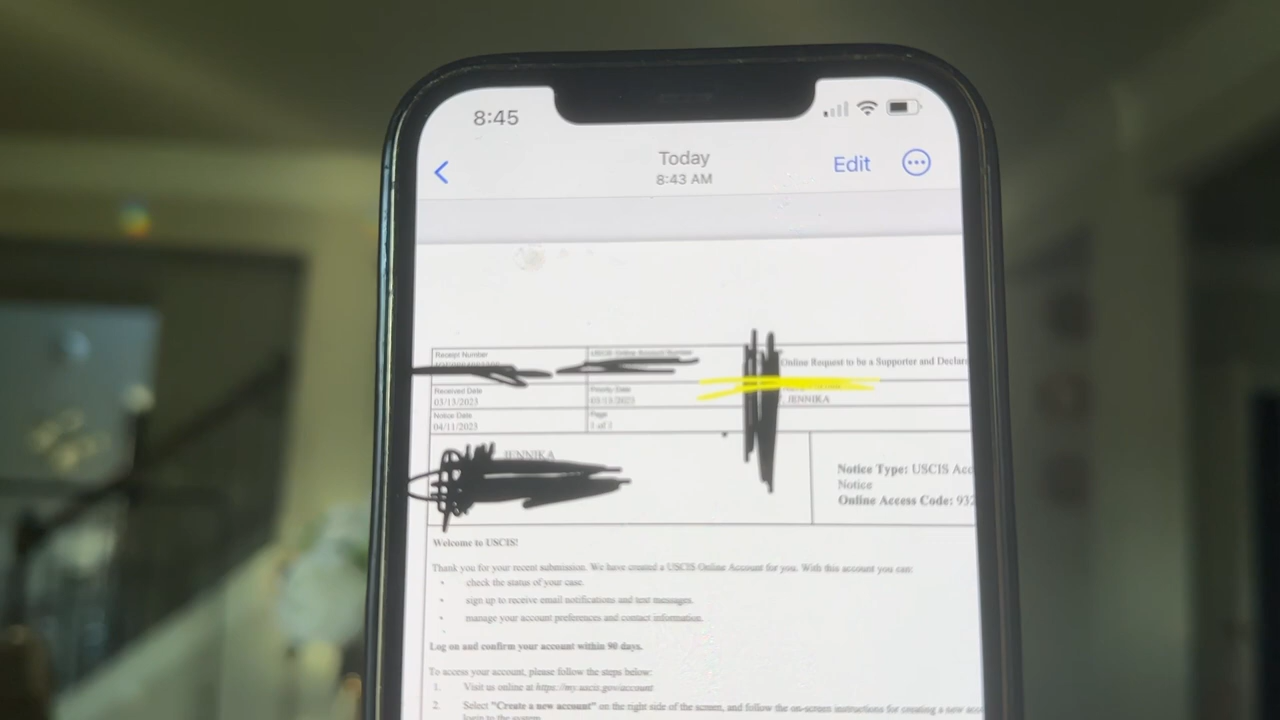 8:45
Today
8:43 AM
Edit
Receipt Number
USCIS Online Account Number
Online Request to be a Supporter and Declar
Received Date
03/13/2023
Priority Date
03/13/2023
JENNIKA
Notice Date
04/11/2023
Page
1 of 1
JENNIKA
Notice Type: USCIS Acc
Notice
Online Access Code: 932
Welcome to USCIS!
Thank you for your recent submission. We have created a USCIS Online Account for you. With this account you can:
• check the status of your case.
• sign up to receive email notifications and text messages.
• manage your account preferences and contact information.
Log on and confirm your account within 90 days.
To access your account, please follow the steps below:
1. Visit us online at https://my.uscis.gov/account
2. Select "Create a new account" on the right side of the screen, and follow the on-screen instructions for creating a new acc
login to the system.